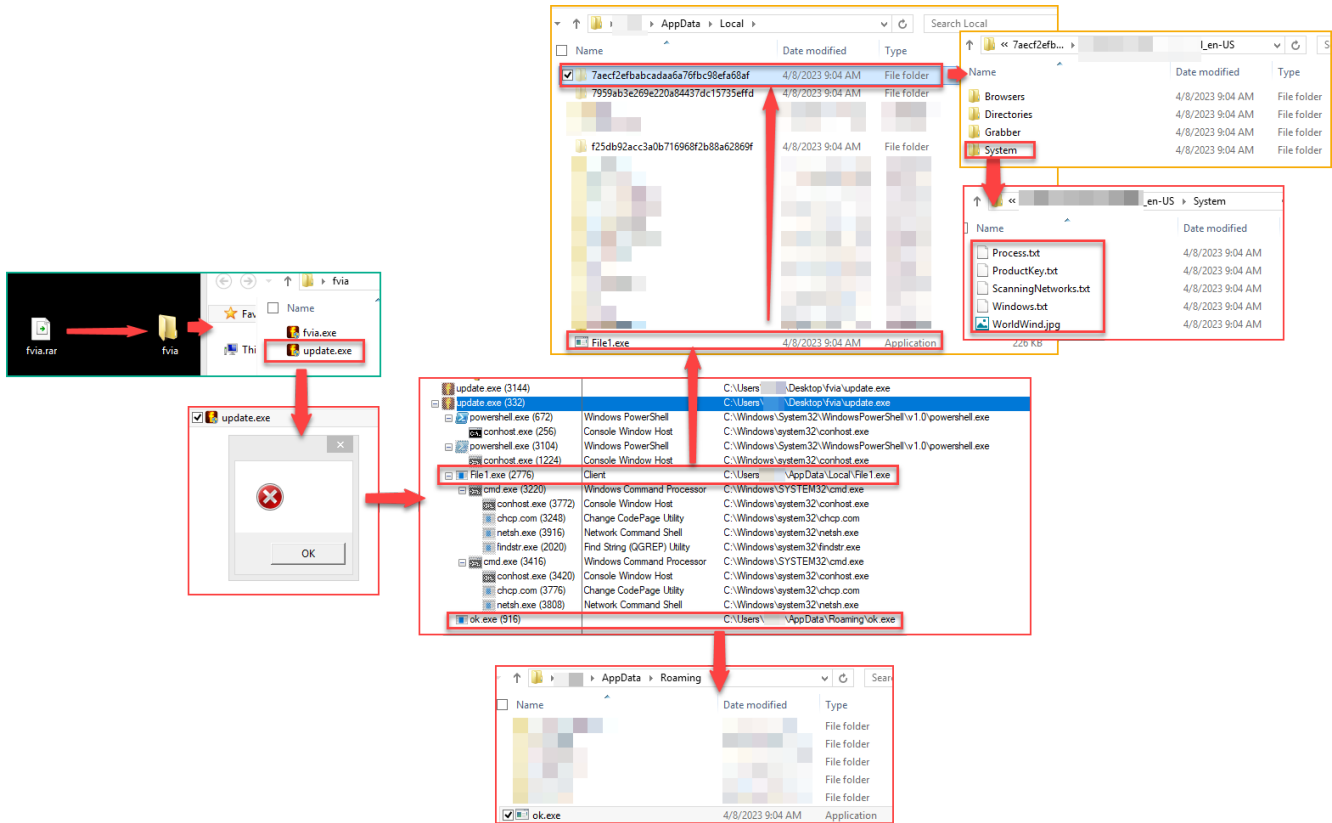 AppData > Local >
Search Local
Name Date modified Type
7aecf2efbabcadaa6a76fbc98efa68af 4/8/2023 9:04 AM File folder
7959ab3e269e220a84437dc15735effd 4/8/2023 9:04 AM File folder
f25db92acc3a0b716968f2b88a62869f 4/8/2023 9:04 AM File folder
File1.exe 4/8/2023 9:04 AM Application 226 KB
« 7aecf2efb... > l_en-US
Name Date modified Type
Browsers 4/8/2023 9:04 AM File folder
Directories 4/8/2023 9:04 AM File folder
Grabber 4/8/2023 9:04 AM File folder
System 4/8/2023 9:04 AM File folder
« _en-US > System
Name Date modified
Process.txt 4/8/2023 9:04 AM
ProductKey.txt 4/8/2023 9:04 AM
ScanningNetworks.txt 4/8/2023 9:04 AM
Windows.txt 4/8/2023 9:04 AM
WorldWind.jpg 4/8/2023 9:04 AM
fvia.rar
fvia
> fvia
Fav
Name
fvia.exe
Thi
update.exe
update.exe
OK
update.exe (3144) C:\Users\ \Desktop\fvia\update.exe
update.exe (332) C:\Users\ \Desktop\fvia\update.exe
powershell.exe (672) Windows PowerShell C:\Windows\System32\WindowsPowerShell\v1.0\powershell.exe
conhost.exe (256) Console Window Host C:\Windows\system32\conhost.exe
powershell.exe (3104) Windows PowerShell C:\Windows\System32\WindowsPowerShell\v1.0\powershell.exe
conhost.exe (1224) Console Window Host C:\Windows\system32\conhost.exe
File1.exe (2776) Client C:\Users \AppData\Local\File1.exe
cmd.exe (3220) Windows Command Processor C:\Windows\SYSTEM32\cmd.exe
conhost.exe (3772) Console Window Host C:\Windows\system32\conhost.exe
chcp.com (3248) Change CodePage Utility C:\Windows\system32\chcp.com
netsh.exe (3916) Network Command Shell C:\Windows\system32\netsh.exe
findstr.exe (2020) Find String (QGREP) Utility C:\Windows\system32\findstr.exe
cmd.exe (3416) Windows Command Processor C:\Windows\SYSTEM32\cmd.exe
conhost.exe (3420) Console Window Host C:\Windows\system32\conhost.exe
chcp.com (3776) Change CodePage Utility C:\Windows\system32\chcp.com
netsh.exe (3808) Network Command Shell C:\Windows\system32\netsh.exe
ok.exe (916) C:\Users\ \AppData\Roaming\ok.exe
> AppData > Roaming
Sear
Name Date modified Type
File folder
File folder
File folder
File folder
File folder
ok.exe 4/8/2023 9:04 AM Application